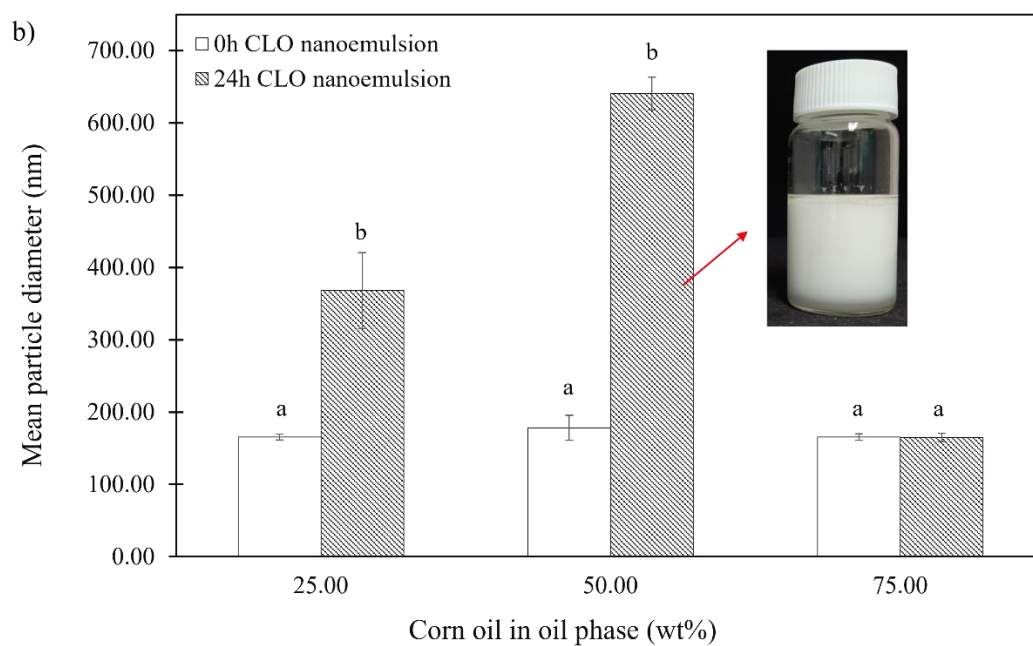 b)
700.00
600.00
500.00
400.00
300.00
200.00
100.00
0.00
Mean particle diameter (nm)
0h CLO nanoemulsion
24h CLO nanoemulsion
a
b
a
b
a
a
25.00
50.00
75.00
Corn oil in oil phase (wt%)